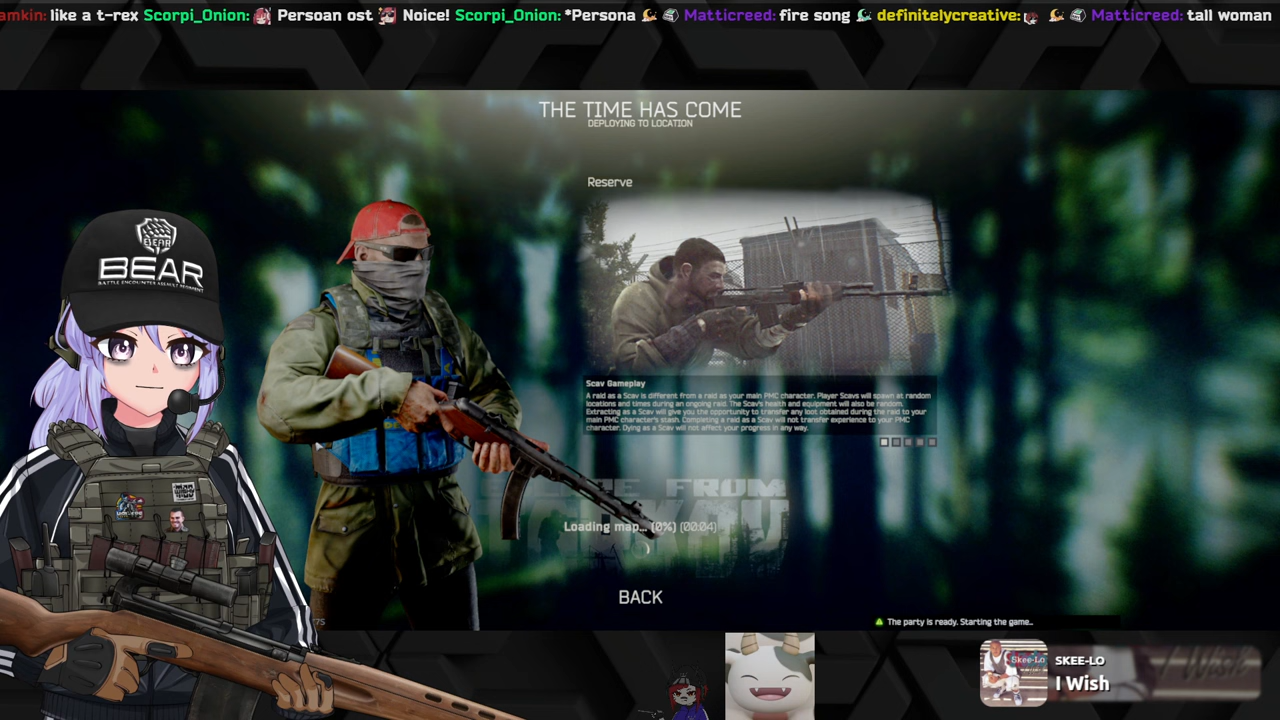 amkin: like a t-rex Scorpi_Onion: Persoan ost Noice! Scorpi_Onion: *Persona Matticreed: fire song definitelycreative: Matticreed: tall woman
THE TIME HAS COME
DEPLOYING TO LOCATION
Reserve
BEAR
BEAR
BATTLE ENCOUNTER ASSAULT REGIMENT
Scav Gameplay
A raid as a Scav is different from a raid as your main PMC character. Player Scavs will spawn at random
locations and times during an ongoing raid. The Scav's health and equipment will also be random.
Extracting as a Scav will give you the opportunity to transfer any loot obtained during the raid to your
main PMC character's stash. Completing a raid as a Scav will not transfer experience to your PMC
character. Dying as a Scav will not affect your progress in any way.
Loading map... (0%) (00:04)
BACK
The party is ready. Starting the game...
Skee-Lo
SKEE-LO
I Wish
I Wish